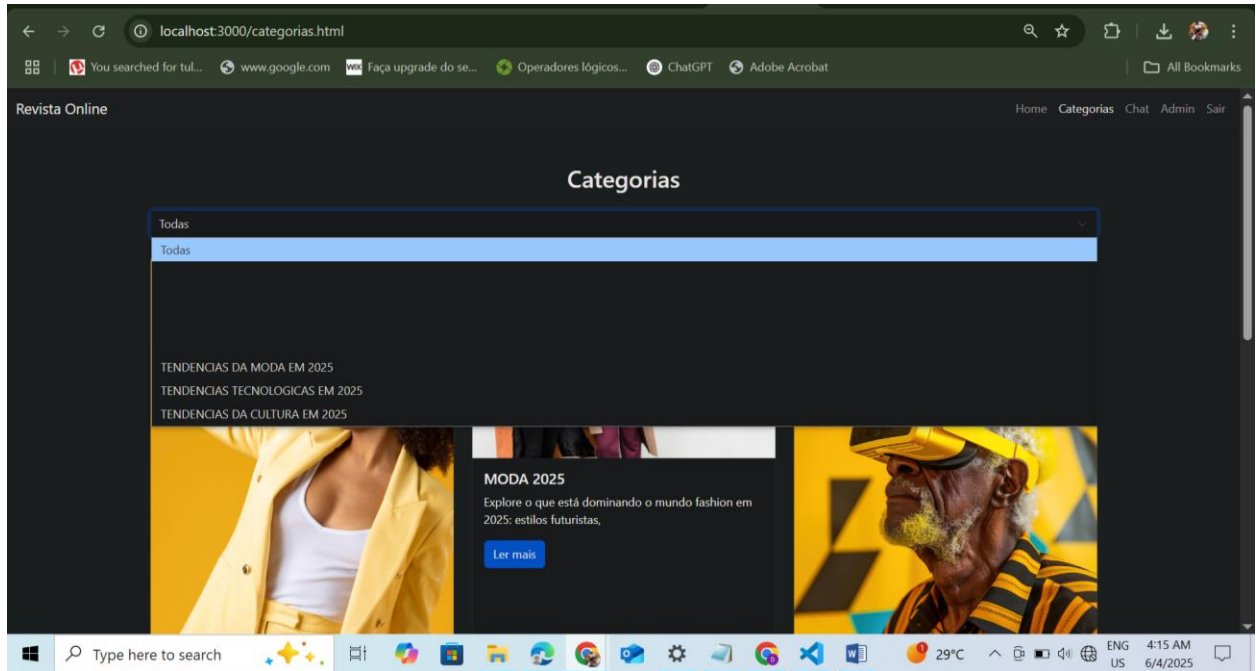 localhost:3000/categorias.html
You searched for tul... www.google.com WIX Faça upgrade do se... Operadores lógicos... ChatGPT Adobe Acrobat All Bookmarks
Revista Online Home Categorias Chat Admin Sair
Categorias
Todas
Todas
TENDENCIAS DA MODA EM 2025
TENDENCIAS TECNOLOGICAS EM 2025
TENDENCIAS DA CULTURA EM 2025
MODA 2025
Explore o que está dominando o mundo fashion em
2025: estilos futuristas,
Ler mais
Type here to search 29°C ENG 4:15 AM
US 6/4/2025